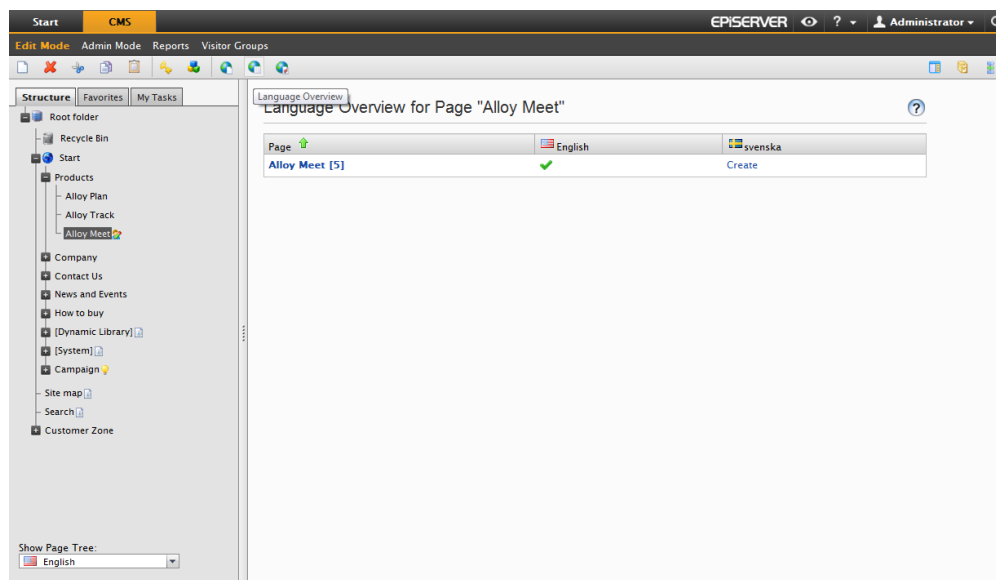 Start CMS EPiSERVER ? Administrator
Edit Mode Admin Mode Reports Visitor Groups
Structure Favorites My Tasks
Root folder
Recycle Bin
Start
Products
Alloy Plan
Alloy Track
Alloy Meet
Company
Contact Us
News and Events
How to buy
[Dynamic Library]
[System]
Campaign
Site map
Search
Customer Zone
Show Page Tree:
English
Language Overview
Language Overview for Page "Alloy Meet"
?
Page English svenska
Alloy Meet [5] Create